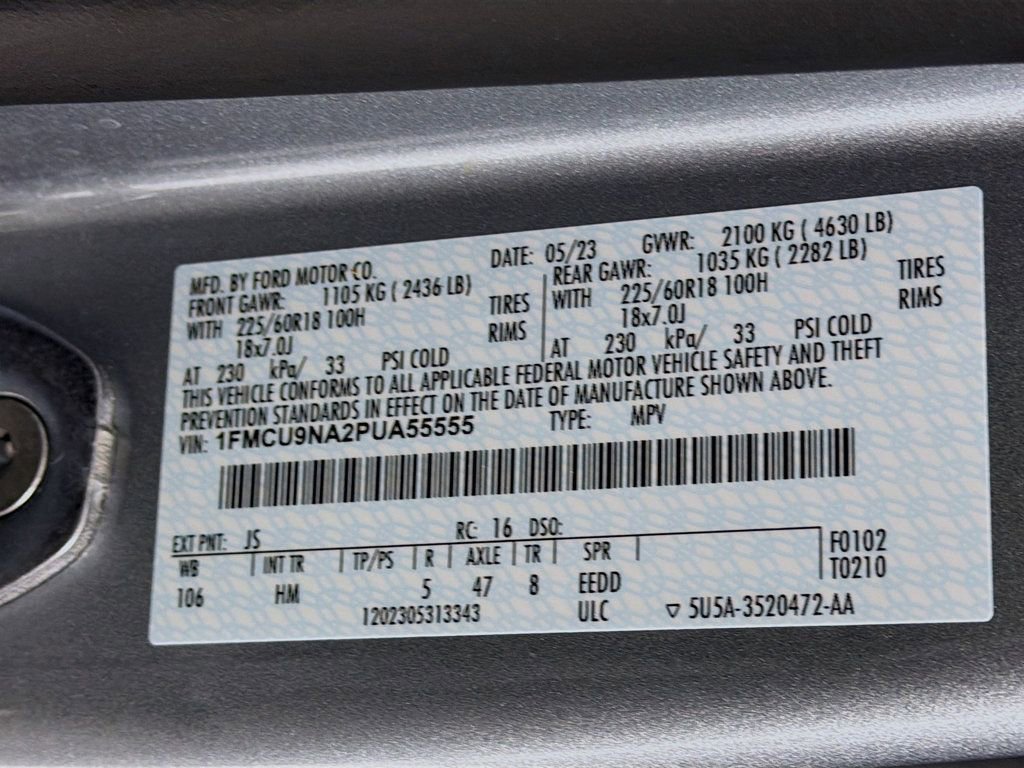 MFD. BY FORD MOTOR CO. DATE: 05/23 GVWR: 2100 KG ( 4630 LB)
FRONT GAWR: 1105 KG ( 2436 LB) REAR GAWR: 1035 KG ( 2282 LB)
WITH 225/60R18 100H TIRES WITH 225/60R18 100H TIRES
18x7.0J RIMS 18x7.0J RIMS
AT 230 kPa/ 33 PSI COLD AT 230 kPa/ 33 PSI COLD
THIS VEHICLE CONFORMS TO ALL APPLICABLE FEDERAL MOTOR VEHICLE SAFETY AND THEFT
PREVENTION STANDARDS IN EFFECT ON THE DATE OF MANUFACTURE SHOWN ABOVE.
VIN: 1FMCU9NA2PUA55555 TYPE: MPV
EXT PNT: JS RC: 16 DSO:
WB INT TR TP/PS R AXLE TR SPR F0102
106 HM 5 47 8 EEDD T0210
1202305313343 ULC ▽ 5U5A-3520472-AA